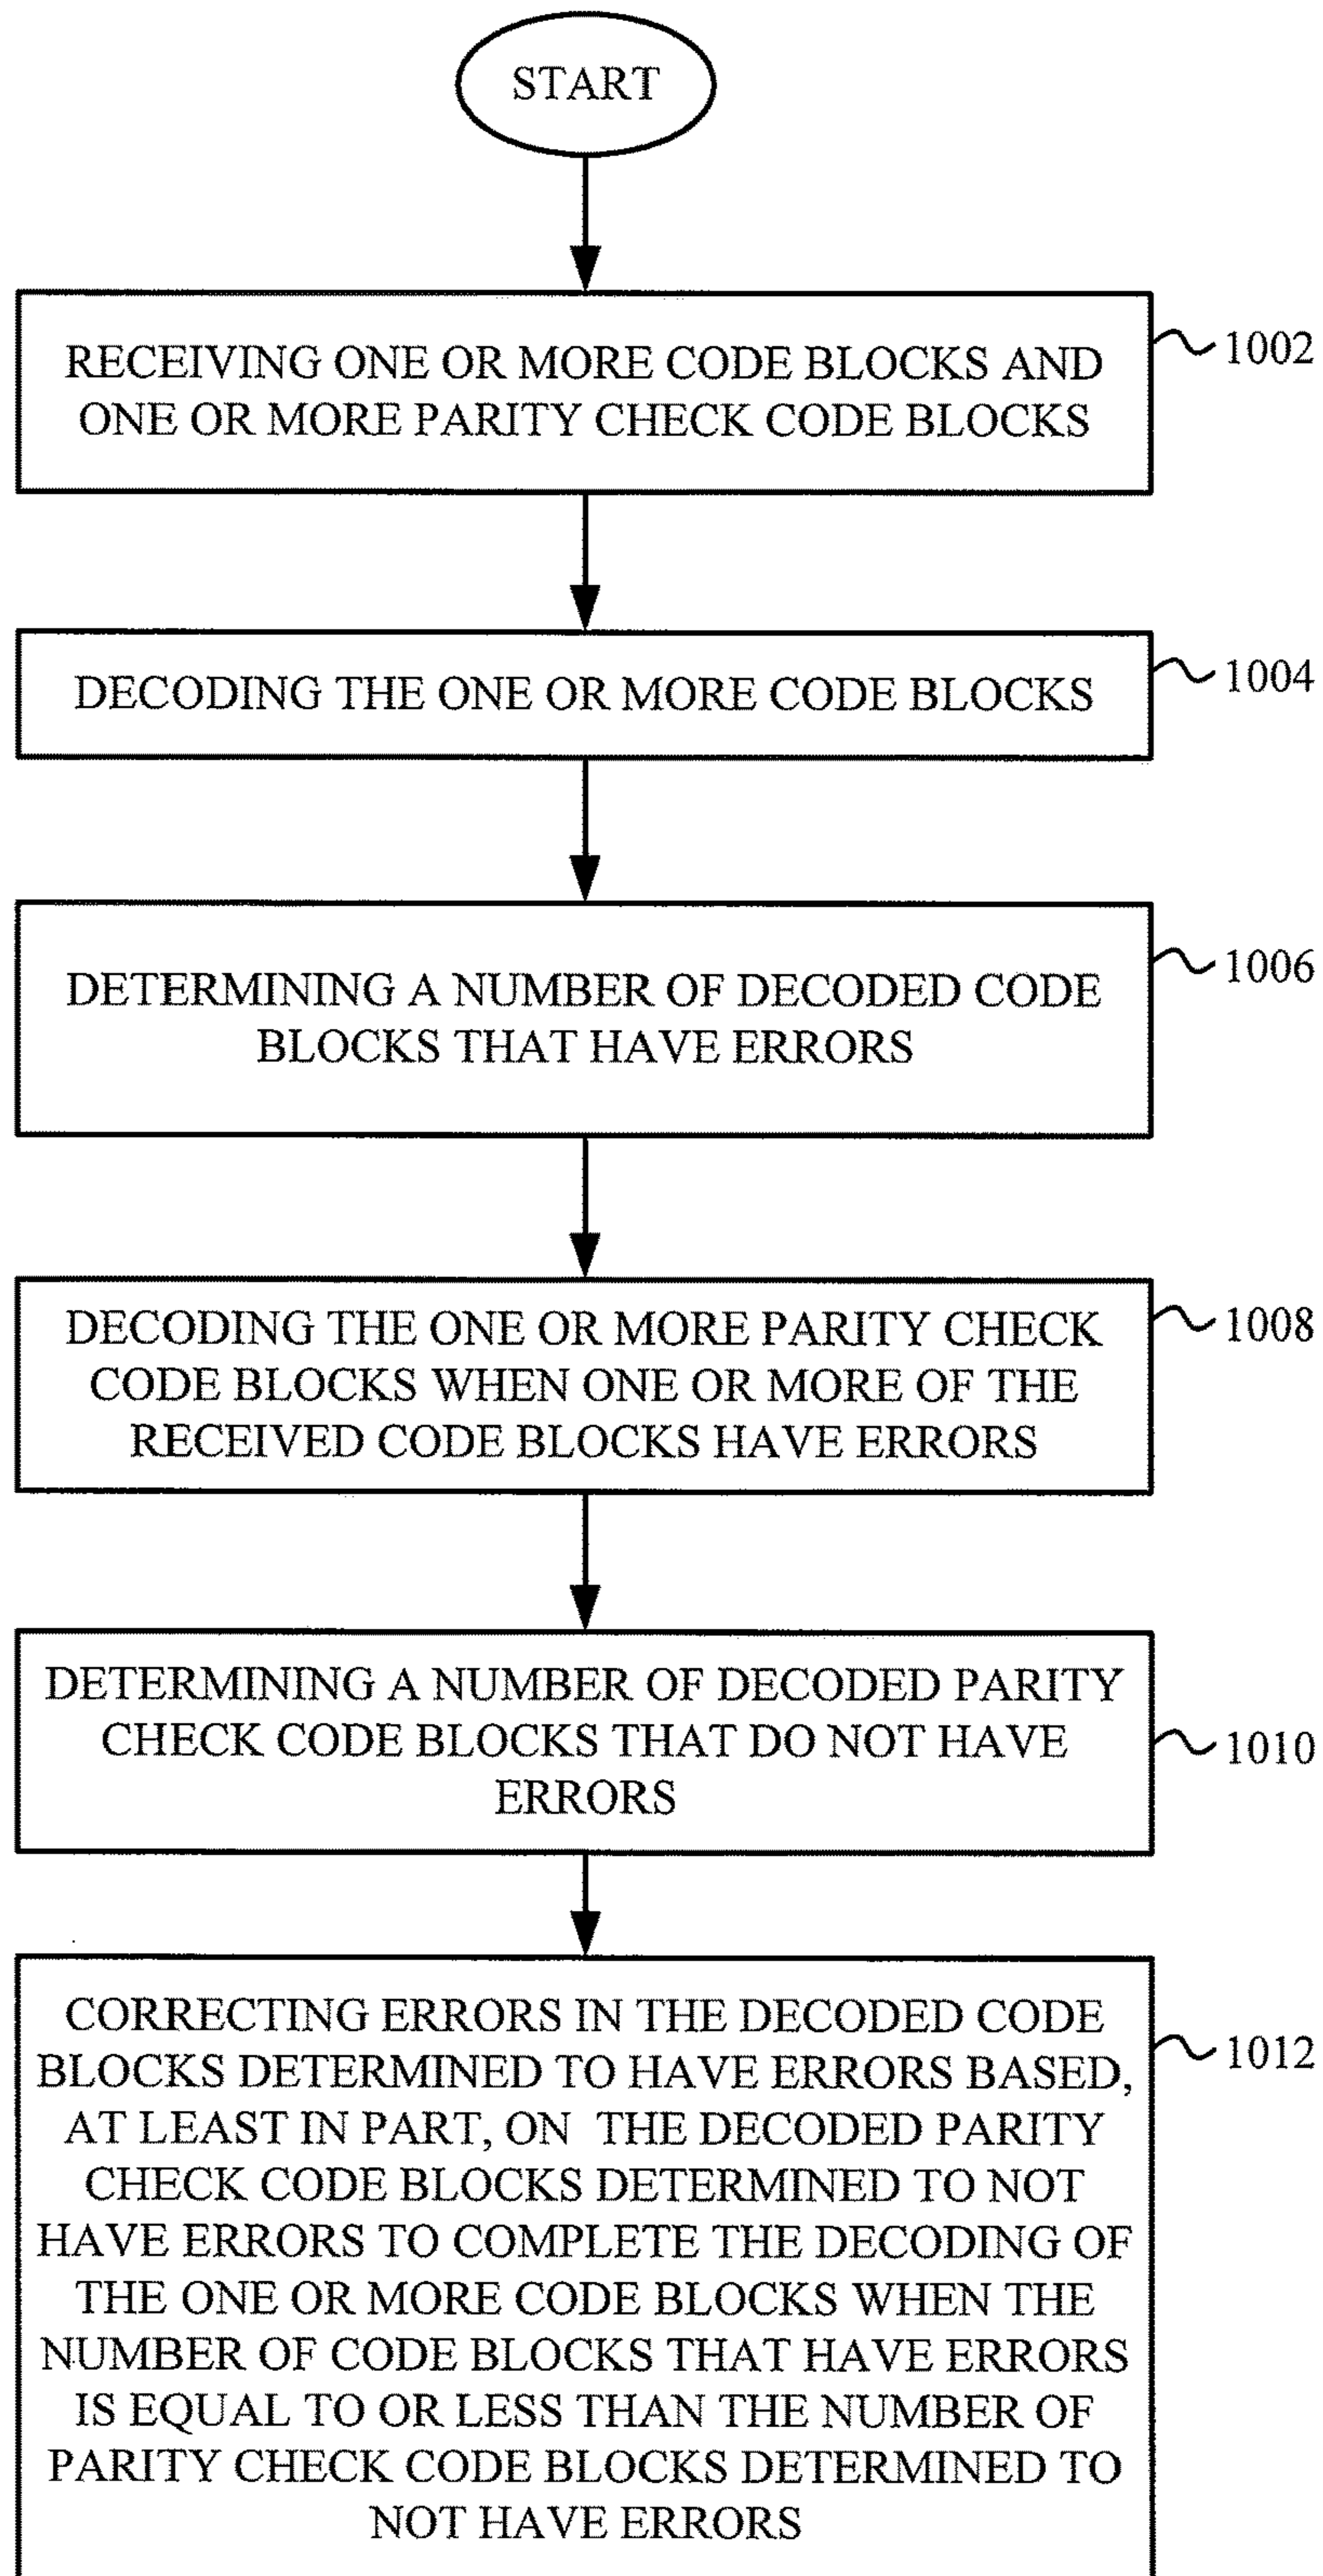 START
RECEIVING ONE OR MORE CODE BLOCKS AND
ONE OR MORE PARITY CHECK CODE BLOCKS
1002
DECODING THE ONE OR MORE CODE BLOCKS
1004
DETERMINING A NUMBER OF DECODED CODE
BLOCKS THAT HAVE ERRORS
1006
DECODING THE ONE OR MORE PARITY CHECK
CODE BLOCKS WHEN ONE OR MORE OF THE
RECEIVED CODE BLOCKS HAVE ERRORS
1008
DETERMINING A NUMBER OF DECODED PARITY
CHECK CODE BLOCKS THAT DO NOT HAVE
ERRORS
1010
CORRECTING ERRORS IN THE DECODED CODE
BLOCKS DETERMINED TO HAVE ERRORS BASED,
AT LEAST IN PART, ON THE DECODED PARITY
CHECK CODE BLOCKS DETERMINED TO NOT
HAVE ERRORS TO COMPLETE THE DECODING OF
THE ONE OR MORE CODE BLOCKS WHEN THE
NUMBER OF CODE BLOCKS THAT HAVE ERRORS
IS EQUAL TO OR LESS THAN THE NUMBER OF
PARITY CHECK CODE BLOCKS DETERMINED TO
NOT HAVE ERRORS
1012